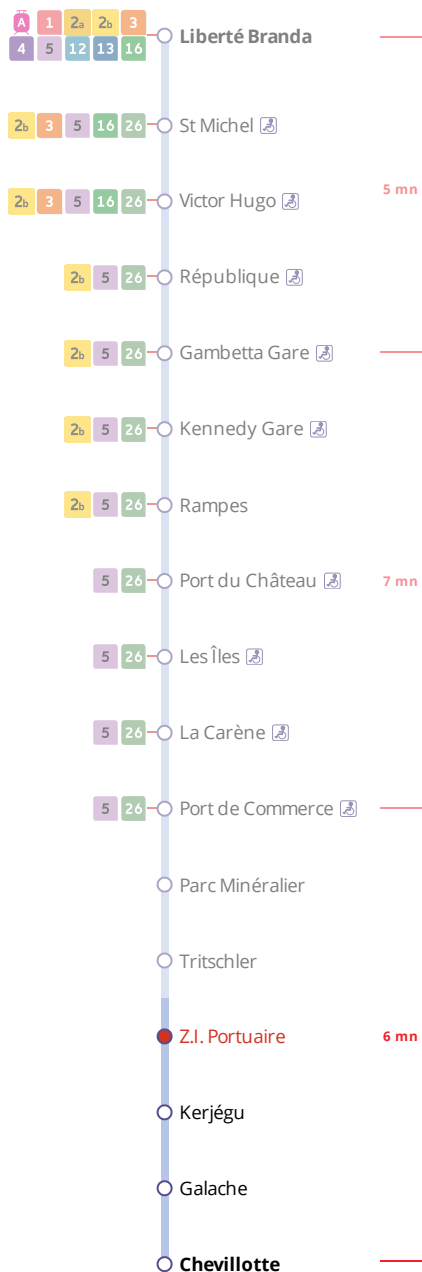 A 1 2a 2b 3
Liberté Branda
4 5 12 13 16
2b 3 5 16 26 St Michel
5 mn
2b 3 5 16 26 Victor Hugo
2b 5 26 République
2b 5 26 Gambetta Gare
2b 5 26 Kennedy Gare
2b 5 26 Rampes
5 26 Port du Château 7 mn
5 26 Les Îles
5 26 La Carène
5 26 Port de Commerce
Parc Minéralier
Tritschler
Z.I. Portuaire 6 mn
Kerjégu
Galache
Chevillotte